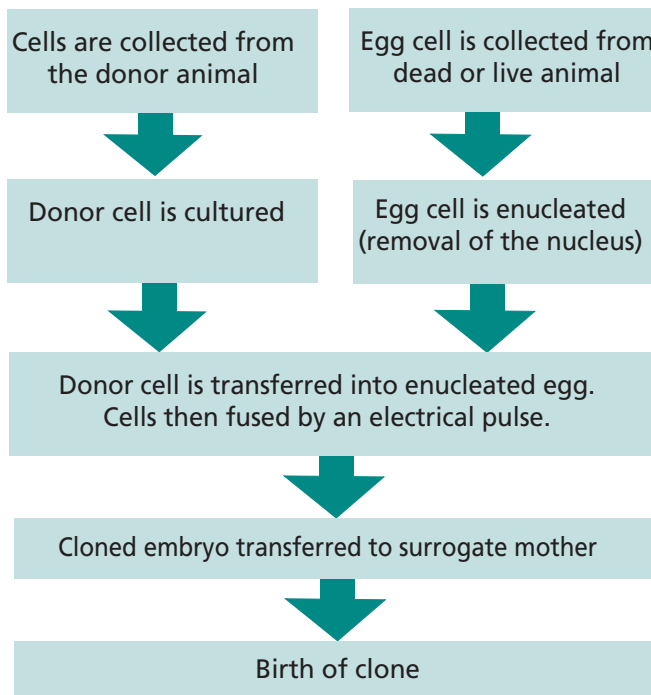 Cells are collected from
the donor animal
Egg cell is collected from
dead or live animal
Donor cell is cultured
Egg cell is enucleated
(removal of the nucleus)
Donor cell is transferred into enucleated egg.
Cells then fused by an electrical pulse.
Cloned embryo transferred to surrogate mother
Birth of clone